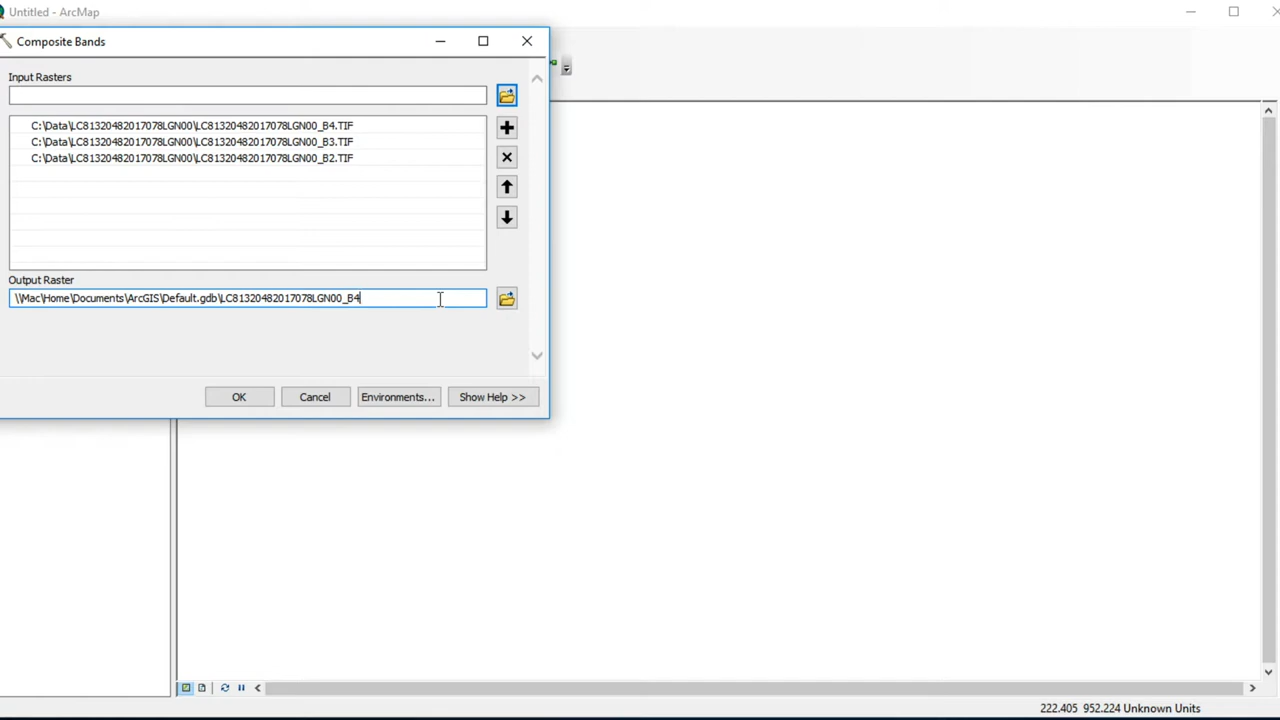 Untitled - ArcMap
Composite Bands
Input Rasters
C:\Data\LC81320482017078LGN00\LC81320482017078LGN00_B4.TIF
C:\Data\LC81320482017078LGN00\LC81320482017078LGN00_B3.TIF
C:\Data\LC81320482017078LGN00\LC81320482017078LGN00_B2.TIF
Output Raster
\\Mac\Home\Documents\ArcGIS\Default.gdb\LC81320482017078LGN00_B4
OK Cancel Environments... Show Help >>
222.405 952.224 Unknown Units